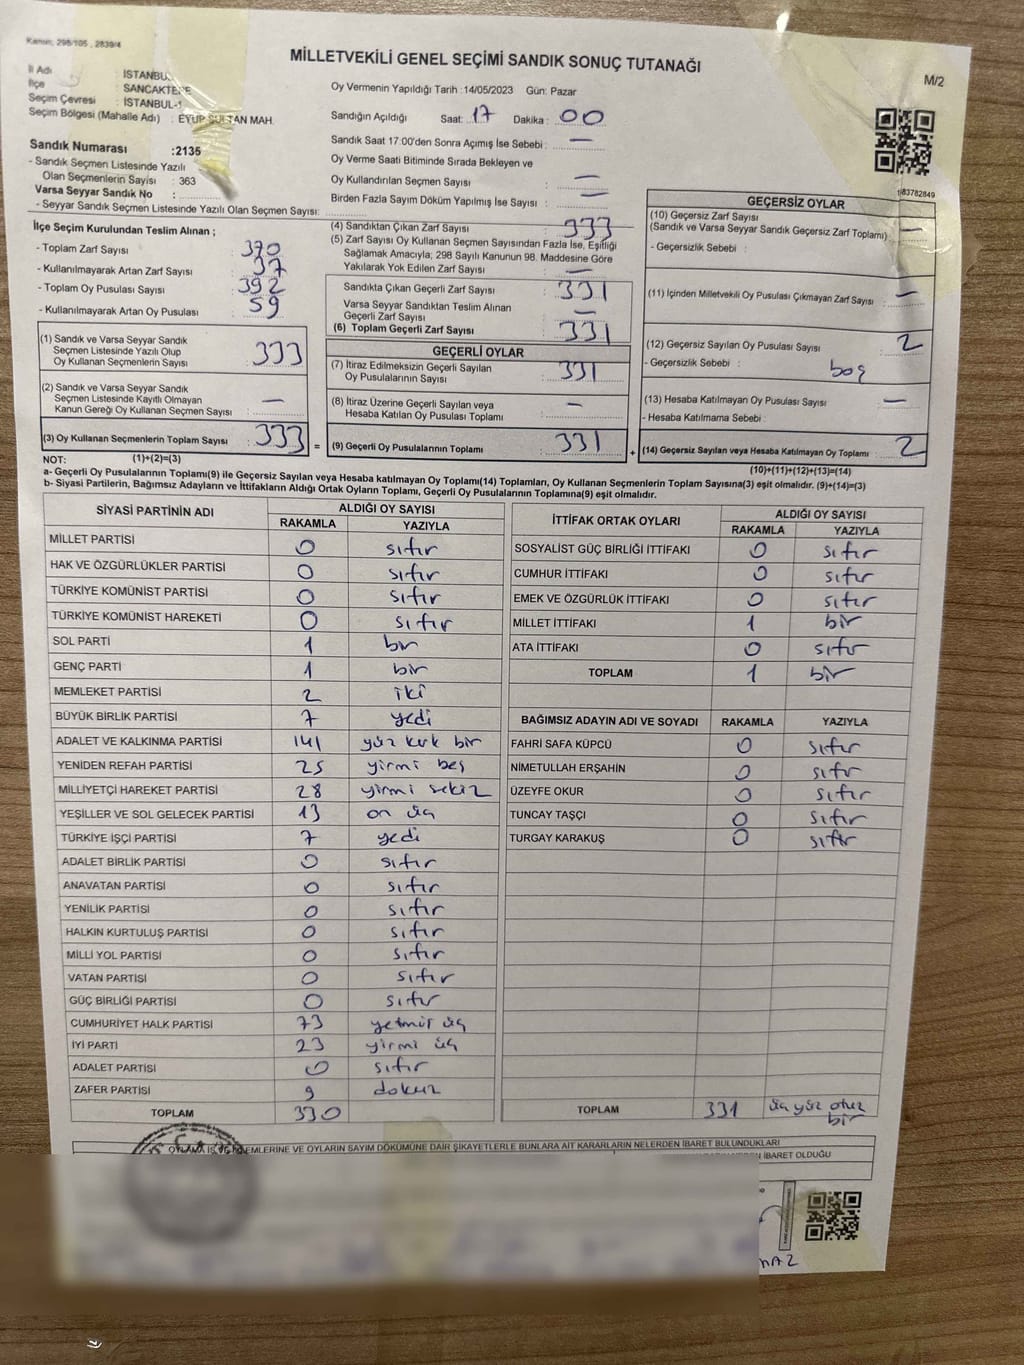 Kanun; 298/105 , 2839/4
MİLLETVEKİLİ GENEL SEÇİMİ SANDIK SONUÇ TUTANAĞI
M/2
İl Adı : İSTANBUL
İlçe : SANCAKTEPE
Seçim Çevresi : İSTANBUL-1
Seçim Bölgesi (Mahalle Adı) : EYÜP SULTAN MAH.
Oy Vermenin Yapıldığı Tarih :14/05/2023 Gün: Pazar
Sandığın Açıldığı Saat: 17 Dakika : 00
Sandık Saat 17:00'den Sonra Açımış İse Sebebi : —
Oy Verme Saati Bitiminde Sırada Bekleyen ve
Oy Kullandırılan Seçmen Sayısı : —
Birden Fazla Sayım Döküm Yapılmış İse Sayısı : —
Sandık Numarası :2135
- Sandık Seçmen Listesinde Yazılı
Olan Seçmenlerin Sayısı : 363
Varsa Seyyar Sandık No :
- Seyyar Sandık Seçmen Listesinde Yazılı Olan Seçmen Sayısı:
İlçe Seçim Kurulundan Teslim Alınan ;
- Toplam Zarf Sayısı : 370
- Kullanılmayarak Artan Zarf Sayısı : 37
- Toplam Oy Pusulası Sayısı : 392
- Kullanılmayarak Artan Oy Pusulası : 59
(1) Sandık ve Varsa Seyyar Sandık
Seçmen Listesinde Yazılı Olup
Oy Kullanan Seçmenlerin Sayısı : 333
(2) Sandık ve Varsa Seyyar Sandık
Seçmen Listesinde Kayıtlı Olmayan
Kanun Gereği Oy Kullanan Seçmen Sayısı : —
(3) Oy Kullanan Seçmenlerin Toplam Sayısı : 333
(4) Sandıktan Çıkan Zarf Sayısı : 333
(5) Zarf Sayısı Oy Kullanan Seçmen Sayısından Fazla İse, Eşitliği
Sağlamak Amacıyla; 298 Sayılı Kanunun 98. Maddesine Göre
Yakılarak Yok Edilen Zarf Sayısı : —
Sandıkta Çıkan Geçerli Zarf Sayısı : 331
Varsa Seyyar Sandıktan Teslim Alınan
Geçerli Zarf Sayısı : —
(6) Toplam Geçerli Zarf Sayısı : 331
GEÇERLİ OYLAR
(7) İtiraz Edilmeksizin Geçerli Sayılan
Oy Pusulalarının Sayısı : 331
(8) İtiraz Üzerine Geçerli Sayılan veya
Hesaba Katılan Oy Pusulası Toplamı : —
= (9) Geçerli Oy Pusulalarının Toplamı : 331
183782849
GEÇERSİZ OYLAR
(10) Geçersiz Zarf Sayısı
(Sandık ve Varsa Seyyar Sandık Geçersiz Zarf Toplamı) : —
- Geçersizlik Sebebi :
(11) İçinden Milletvekili Oy Pusulası Çıkmayan Zarf Sayısı : —
(12) Geçersiz Sayılan Oy Pusulası Sayısı : 2
- Geçersizlik Sebebi : boş
(13) Hesaba Katılmayan Oy Pusulası Sayısı : —
- Hesaba Katılmama Sebebi :
+ (14) Geçersiz Sayılan veya Hesaba Katılmayan Oy Toplamı : 2
NOT: (1)+(2)=(3) (10)+(11)+(12)+(13)=(14)
a- Geçerli Oy Pusulalarının Toplamı(9) ile Geçersiz Sayılan veya Hesaba katılmayan Oy Toplamı(14) Toplamları, Oy Kullanan Seçmenlerin Toplam Sayısına(3) eşit olmalıdır. (9)+(14)=(3)
b- Siyasi Partilerin, Bağımsız Adayların ve İttifakların Aldığı Ortak Oyların Toplamı, Geçerli Oy Pusulalarının Toplamına(9) eşit olmalıdır.
SİYASİ PARTİNİN ADI ALDIĞI OY SAYISI
RAKAMLA YAZIYLA
MİLLET PARTİSİ 0 sıfır
HAK VE ÖZGÜRLÜKLER PARTİSİ 0 sıfır
TÜRKİYE KOMÜNİST PARTİSİ 0 sıfır
TÜRKİYE KOMÜNİST HAREKETİ 0 sıfır
SOL PARTİ 1 bir
GENÇ PARTİ 1 bir
MEMLEKET PARTİSİ 2 iki
BÜYÜK BİRLİK PARTİSİ 7 yedi
ADALET VE KALKINMA PARTİSİ 141 yüz kırk bir
YENİDEN REFAH PARTİSİ 25 yirmi beş
MİLLİYETÇİ HAREKET PARTİSİ 28 yirmi sekiz
YEŞİLLER VE SOL GELECEK PARTİSİ 13 on üç
TÜRKİYE İŞÇİ PARTİSİ 7 yedi
ADALET BİRLİK PARTİSİ 0 sıfır
ANAVATAN PARTİSİ 0 sıfır
YENİLİK PARTİSİ 0 sıfır
HALKIN KURTULUŞ PARTİSİ 0 sıfır
MİLLİ YOL PARTİSİ 0 sıfır
VATAN PARTİSİ 0 sıfır
GÜÇ BİRLİĞİ PARTİSİ 0 sıfır
CUMHURİYET HALK PARTİSİ 73 yetmiş üç
İYİ PARTİ 23 yirmi üç
ADALET PARTİSİ 0 sıfır
ZAFER PARTİSİ 9 dokuz
TOPLAM 330
İTTİFAK ORTAK OYLARI ALDIĞI OY SAYISI
RAKAMLA YAZIYLA
SOSYALİST GÜÇ BİRLİĞİ İTTİFAKI 0 sıfır
CUMHUR İTTİFAKI 0 sıfır
EMEK VE ÖZGÜRLÜK İTTİFAKI 0 sıfır
MİLLET İTTİFAKI 1 bir
ATA İTTİFAKI 0 sıfır
TOPLAM 1 bir
BAĞIMSIZ ADAYIN ADI VE SOYADI RAKAMLA YAZIYLA
FAHRİ SAFA KÜPCÜ 0 sıfır
NİMETULLAH ERŞAHİN 0 sıfır
ÜZEYFE OKUR 0 sıfır
TUNCAY TAŞÇI 0 sıfır
TURGAY KARAKUŞ 0 sıfır
TOPLAM 331 üç yüz otuz
bir
OYLAMA İŞ VE İŞLEMLERİNE VE OYLARIN SAYIM DÖKÜMÜNE DAİR ŞİKAYETLERLE BUNLARA AİT KARARLARIN NELERDEN İBARET BULUNDUKLARI
İBARET OLDUĞU